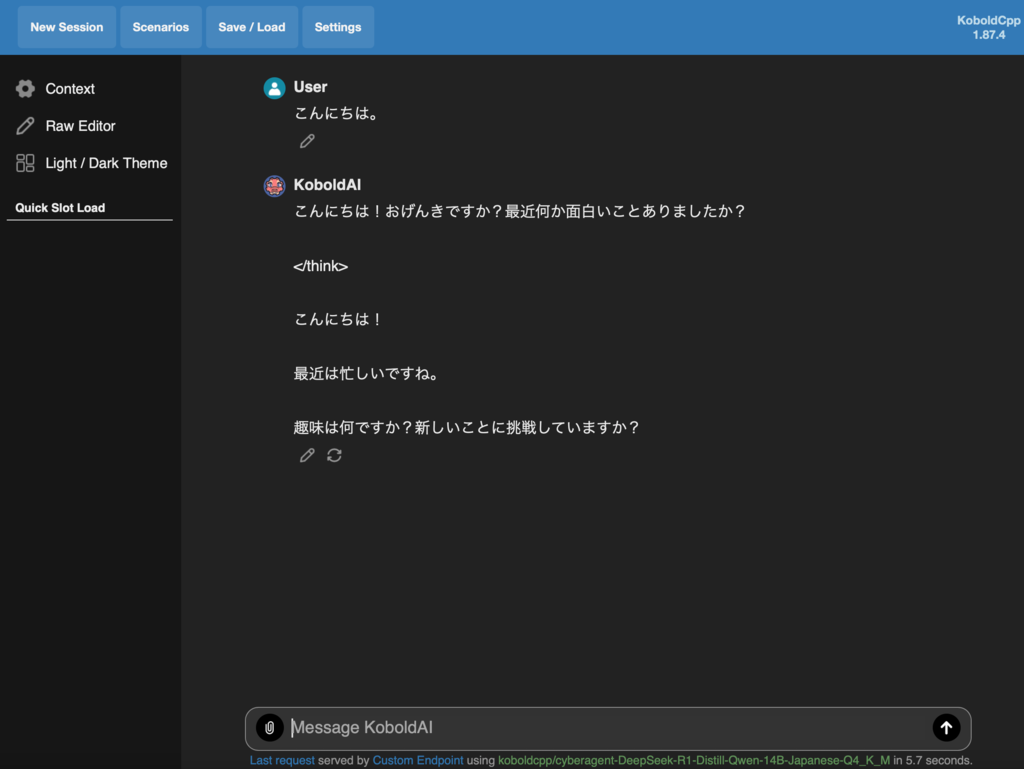 New Session
Scenarios
Save / Load
Settings
KoboldCpp
1.87.4
Context
Raw Editor
Light / Dark Theme
Quick Slot Load
User
こんにちは。
KoboldAI
こんにちは！おげんきですか？最近何か面白いことありましたか？
</think>
こんにちは！
最近は忙しいですね。
趣味は何ですか？新しいことに挑戦していますか？
Message KoboldAI
Last request served by Custom Endpoint using koboldcpp/cyberagent-DeepSeek-R1-Distill-Qwen-14B-Japanese-Q4_K_M in 5.7 seconds.